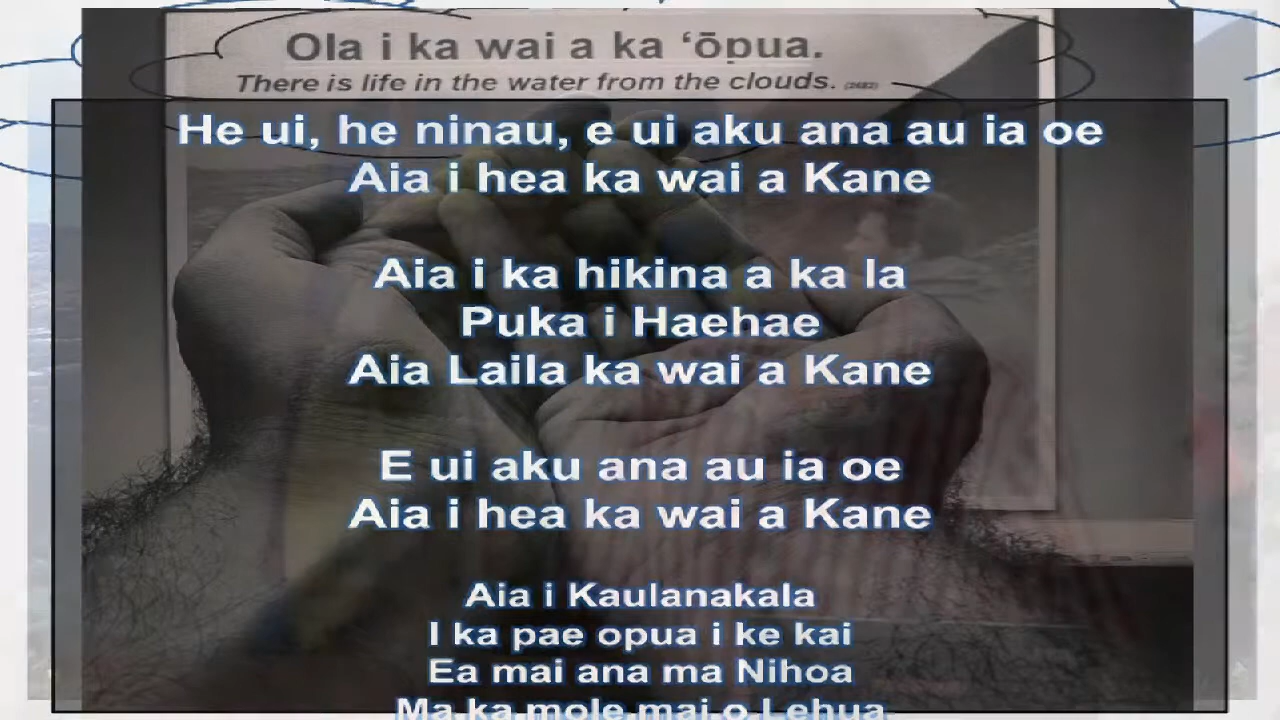 Ola i ka wai a ka ‘ōpua.
There is life in the water from the clouds. (2482)
He ui, he ninau, e ui aku ana au ia oe
Aia i hea ka wai a Kane
Aia i ka hikina a ka la
Puka i Haehae
Aia Laila ka wai a Kane
E ui aku ana au ia oe
Aia i hea ka wai a Kane
Aia i Kaulanakala
I ka pae opua i ke kai
Ea mai ana ma Nihoa
Ma ka mole mai o Lehua